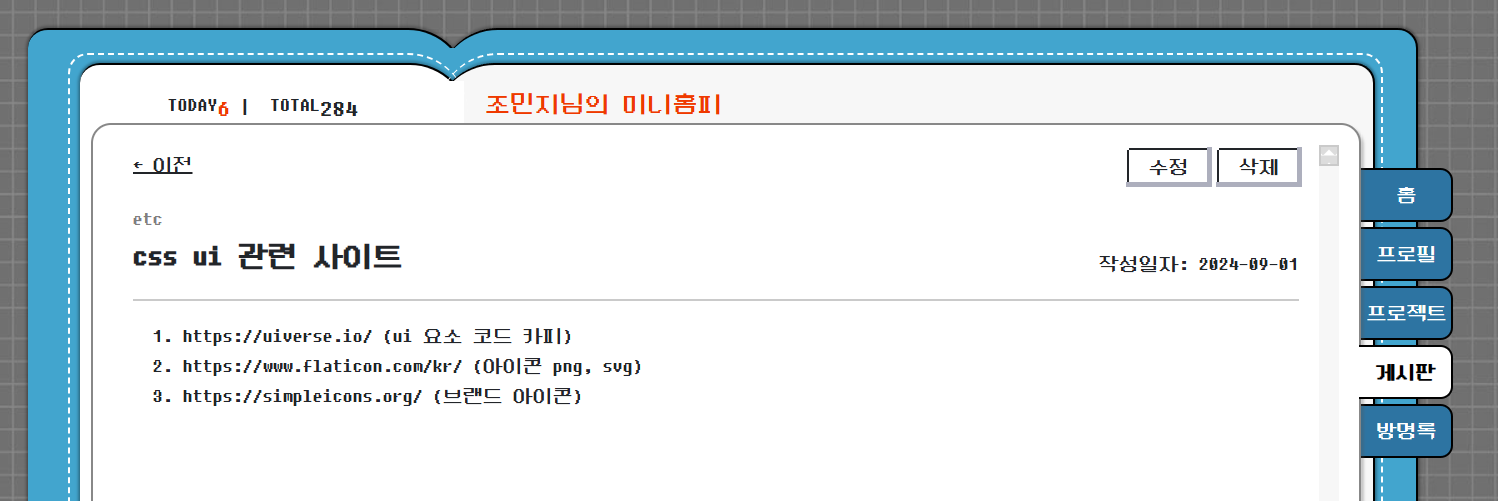 TODAY6 | TOTAL284
조민지님의 미니홈피
← 이전
수정
삭제
etc
css ui 관련 사이트
작성일자: 2024-09-01
1. https://uiverse.io/ (ui 요소 코드 카피)
2. https://www.flaticon.com/kr/ (아이콘 png, svg)
3. https://simpleicons.org/ (브랜드 아이콘)
홈
프로필
프로젝트
게시판
방명록